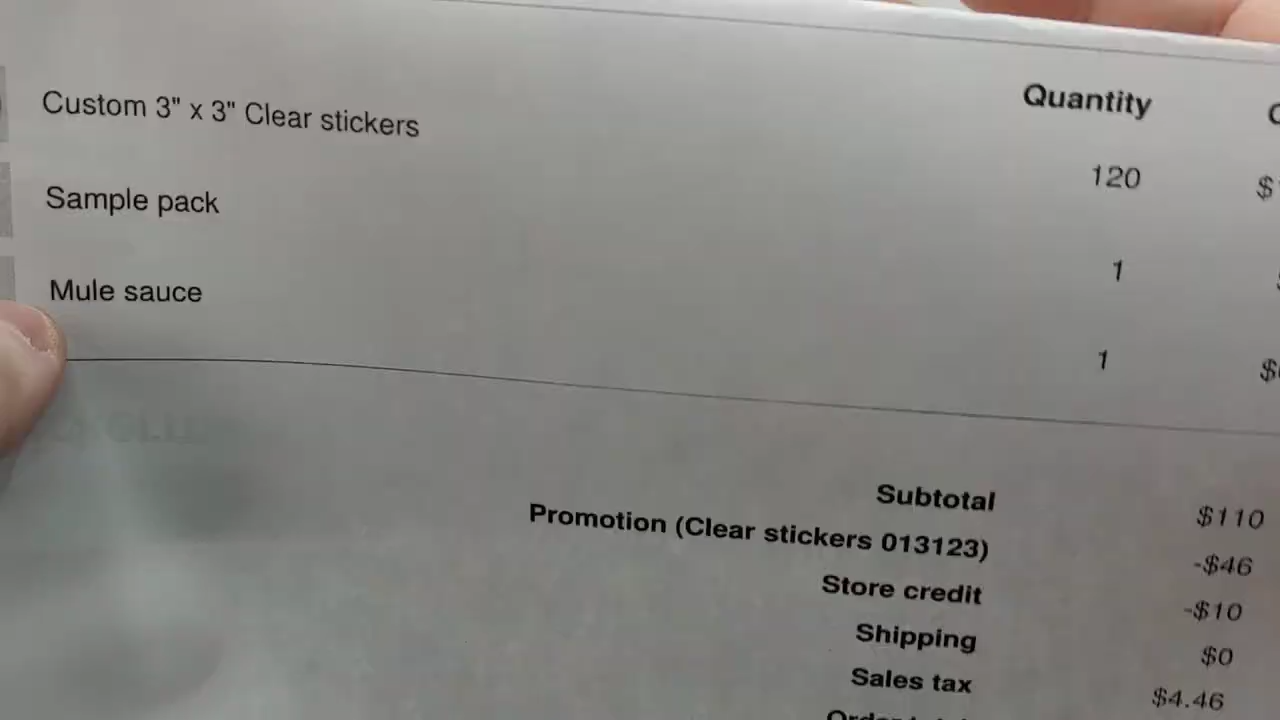 Quantity
Custom 3" x 3" Clear stickers
120
$
Sample pack
1
Mule sauce
1
$
Subtotal $110
Promotion (Clear stickers 013123) -$46
Store credit -$10
Shipping $0
Sales tax $4.46